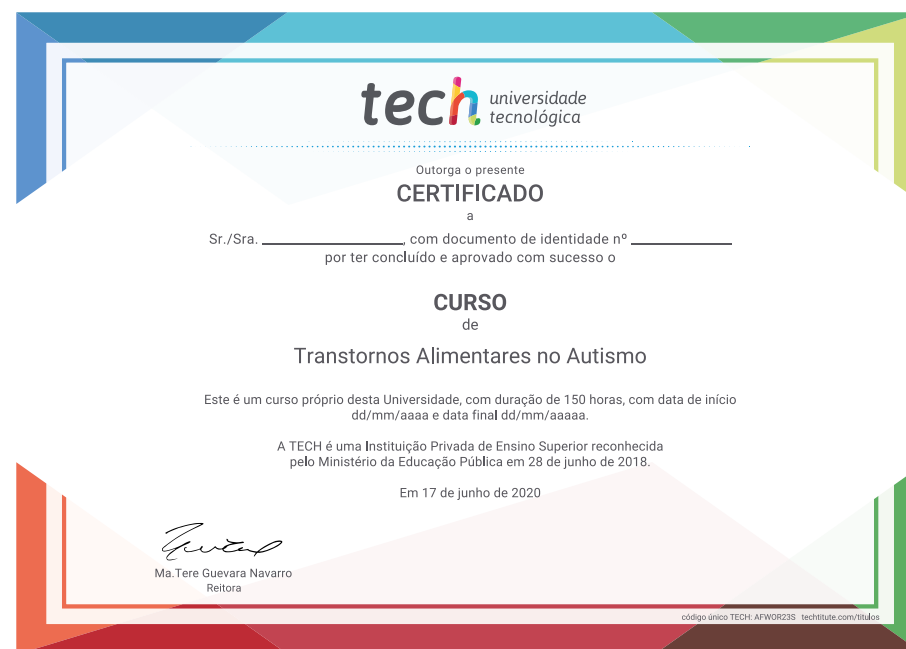 tech universidade
tecnológica
Outorga o presente
CERTIFICADO
a
Sr./Sra. ____________________, com documento de identidade nº ______________
por ter concluído e aprovado com sucesso o
CURSO
de
Transtornos Alimentares no Autismo
Este é um curso próprio desta Universidade, com duração de 150 horas, com data de início
dd/mm/aaaa e data final dd/mm/aaaaa.
A TECH é uma Instituição Privada de Ensino Superior reconhecida
pelo Ministério da Educação Pública em 28 de junho de 2018.
Em 17 de junho de 2020
Ma.Tere Guevara Navarro
Reitora
código único TECH: AFWOR23S techtitute.com/titulos